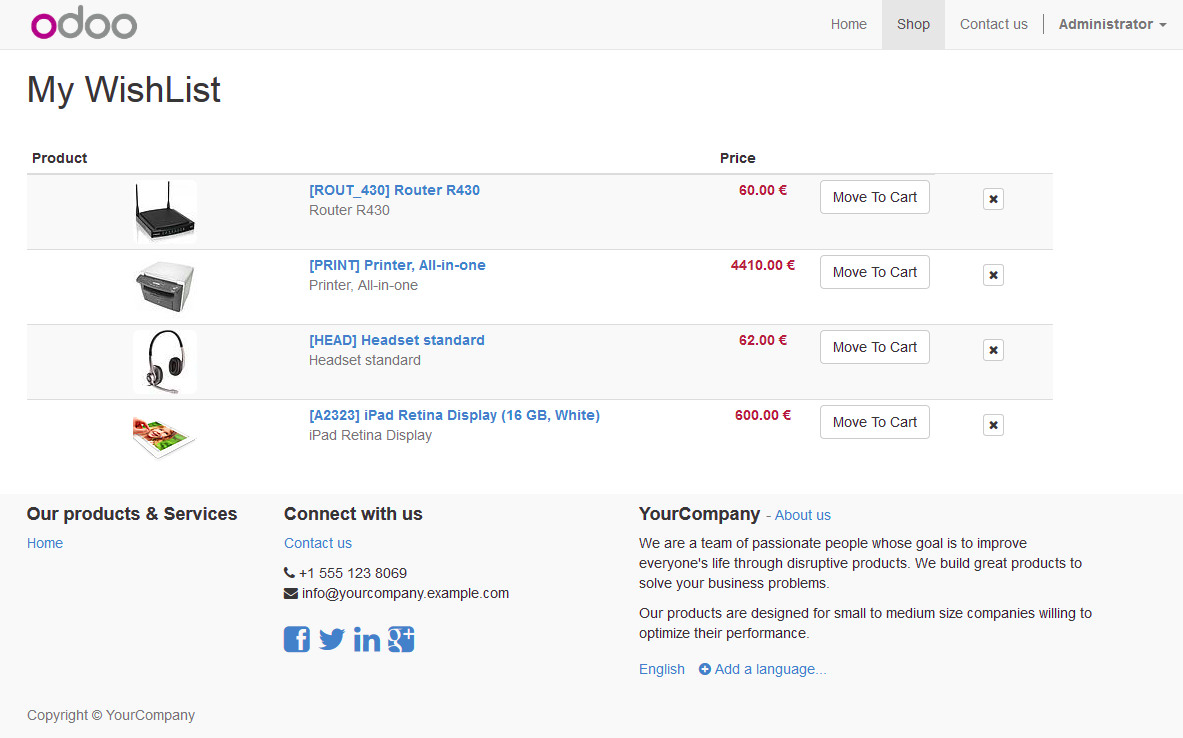 odoo
Home Shop Contact us Administrator
My WishList
Product Price
[ROUT_430] Router R430 60.00 € Move To Cart
Router R430
[PRINT] Printer, All-in-one 4410.00 € Move To Cart
Printer, All-in-one
[HEAD] Headset standard 62.00 € Move To Cart
Headset standard
[A2323] iPad Retina Display (16 GB, White) 600.00 € Move To Cart
iPad Retina Display
Our products & Services
Home
Connect with us
Contact us
+1 555 123 8069
info@yourcompany.example.com
YourCompany - About us
We are a team of passionate people whose goal is to improve
everyone's life through disruptive products. We build great products to
solve your business problems.
Our products are designed for small to medium size companies willing to
optimize their performance.
English Add a language...
Copyright © YourCompany